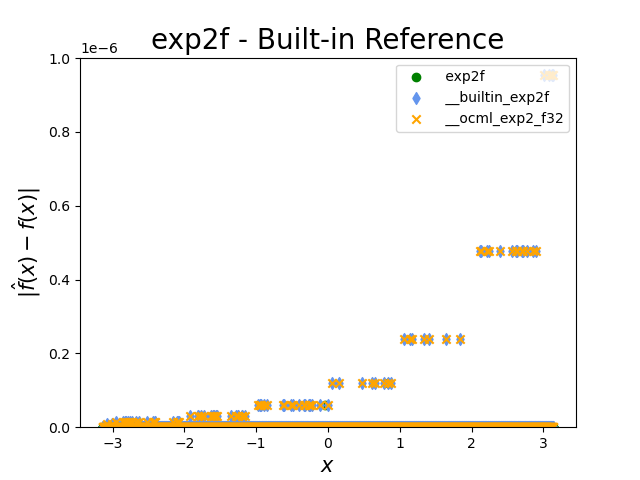 exp2f - Built-in Reference
1e−6
1.0
0.8
0.6
0.4
0.2
0.0
|f̂(x) − f(x)|
exp2f
__builtin_exp2f
__ocml_exp2_f32
−3
−2
−1
0
1
2
3
x